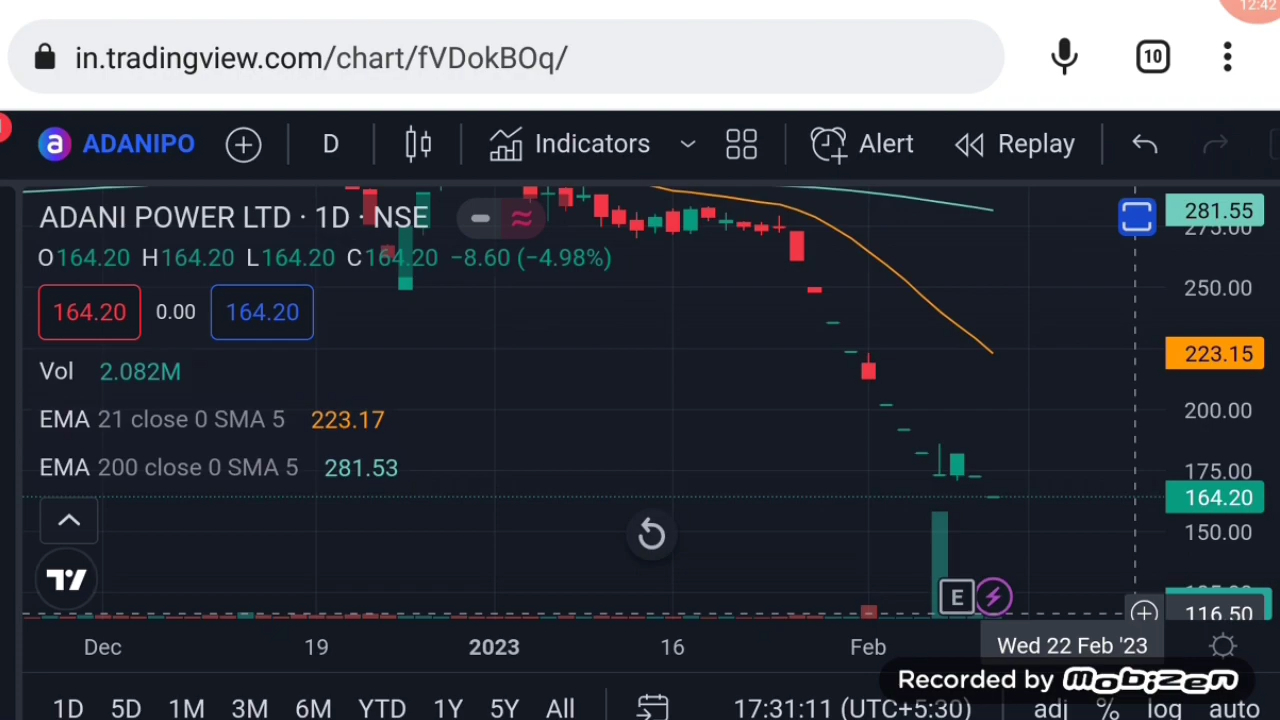 12:42
in.tradingview.com/chart/fVDokBOq/
10
a ADANIPO D Indicators Alert Replay
ADANI POWER LTD · 1D · NSE
O164.20 H164.20 L164.20 C164.20 −8.60 (−4.98%)
164.20 0.00 164.20
Vol 2.082M
EMA 21 close 0 SMA 5 223.17
EMA 200 close 0 SMA 5 281.53
281.55
275.00
250.00
223.15
200.00
175.00
164.20
150.00
116.50
E
Dec 19 2023 16 Feb Wed 22 Feb '23
Recorded by mobizen
1D 5D 1M 3M 6M YTD 1Y 5Y All 17:31:11 (UTC+5:30) adj % log auto